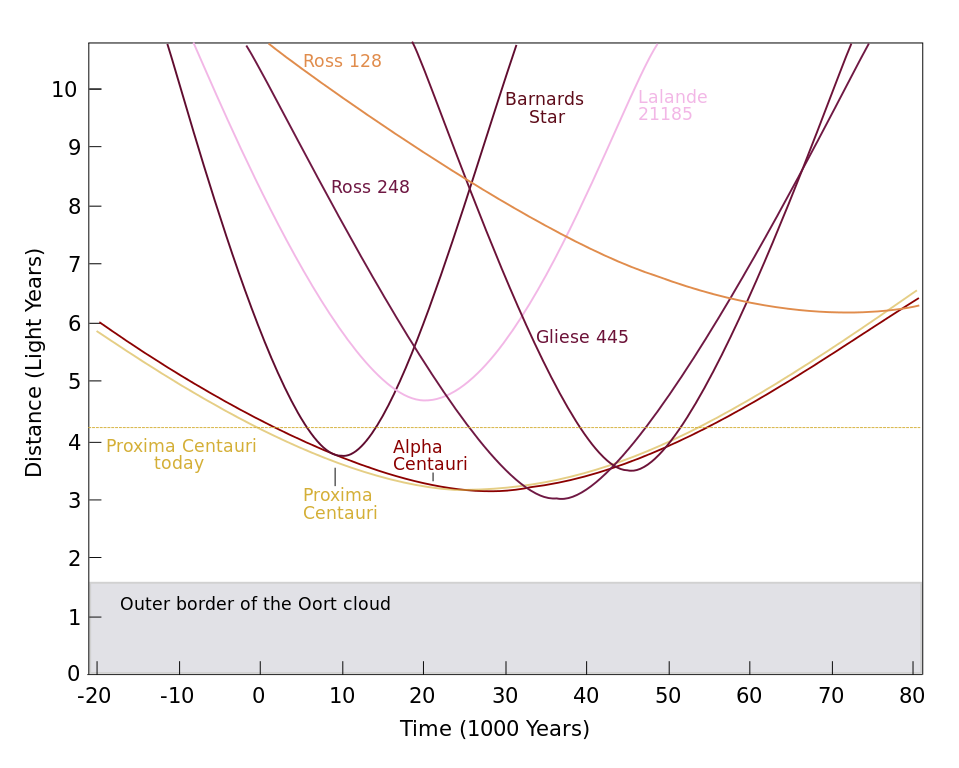 Ross 128
Barnards
Star
Lalande
21185
Ross 248
Gliese 445
Proxima Centauri
today
Alpha
Centauri
Proxima
Centauri
Outer border of the Oort cloud
Distance (Light Years)
10
9
8
7
6
5
4
3
2
1
0
-20 -10 0 10 20 30 40 50 60 70 80
Time (1000 Years)